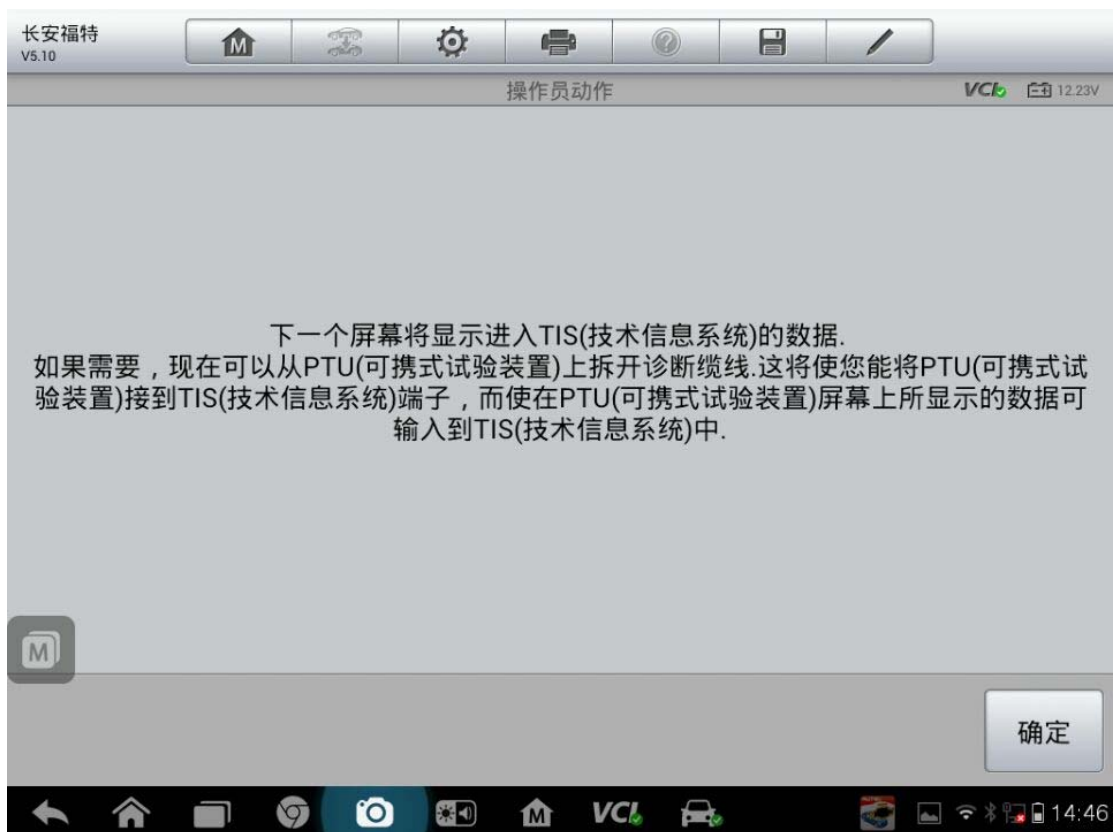 长安福特
V5.10
M
操作员动作
VCI
12.23V
下一个屏幕将显示进入TIS(技术信息系统)的数据.
如果需要，现在可以从PTU(可携式试验装置)上拆开诊断缆线.这将使您能将PTU(可携式试
验装置)接到TIS(技术信息系统)端子，而使在PTU(可携式试验装置)屏幕上所显示的数据可
输入到TIS(技术信息系统)中.
M
确定
M
VCI
14:46